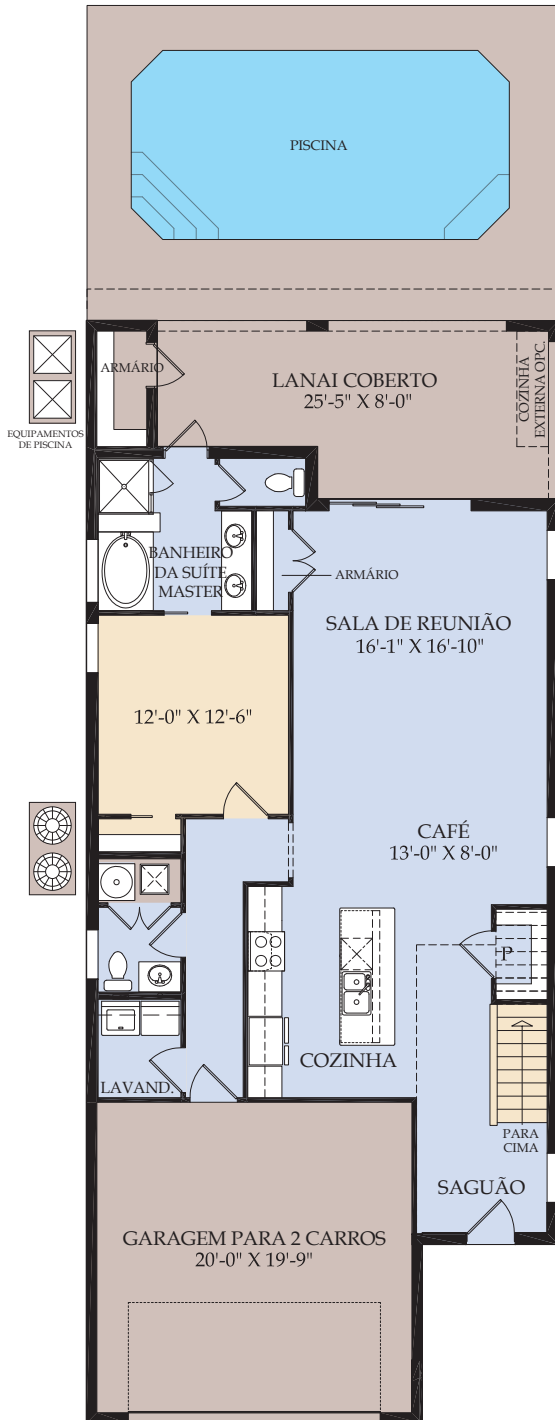 PISCINA
ARMÁRIO
LANAI COBERTO
25'-5" X 8'-0"
COZINHA
EXTERNA OPC.
EQUIPAMENTOS
DE PISCINA
BANHEIRO
DA SUÍTE
MASTER
ARMÁRIO
SALA DE REUNIÃO
16'-1" X 16'-10"
12'-0" X 12'-6"
CAFÉ
13'-0" X 8'-0"
P
COZINHA
LAVAND.
PARA
CIMA
SAGUÃO
GARAGEM PARA 2 CARROS
20'-0" X 19'-9"